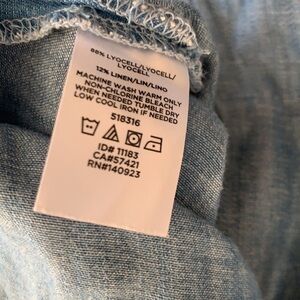 88% LYOCELL/LYOCELL/
LYOCELL
12% LINEN/LIN/LINO
MACHINE WASH WARM ONLY
NON-CHLORINE BLEACH
WHEN NEEDED TUMBLE DRY
LOW COOL IRON IF NEEDED
518316
ID# 11183
CA#57421
RN#140923